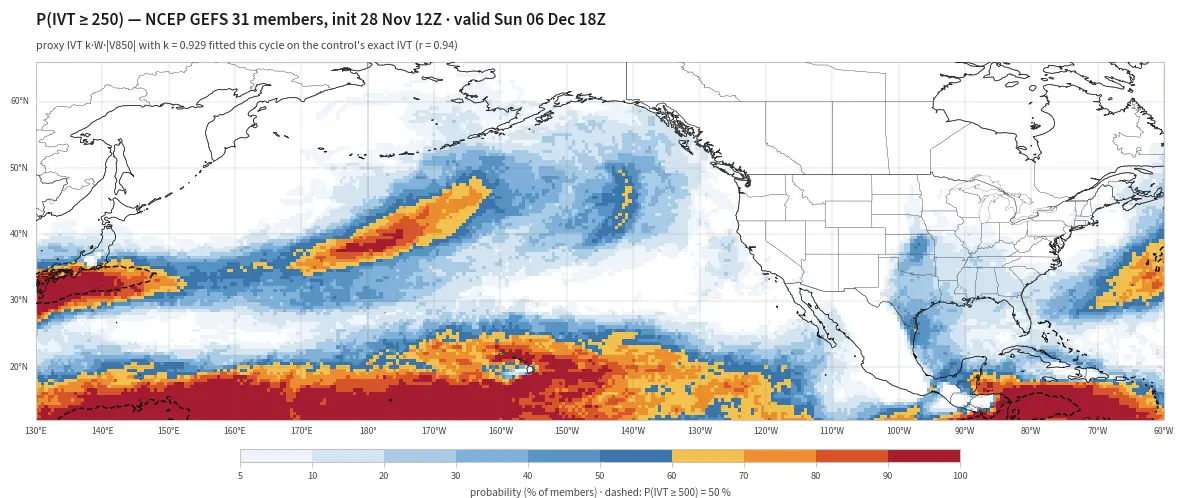 P(IVT ≥ 250) — NCEP GEFS 31 members, init 28 Nov 12Z · valid Sun 06 Dec 18Z
proxy IVT k·W·|V850| with k = 0.929 fitted this cycle on the control's exact IVT (r = 0.94)
60°N
50°N
40°N
30°N
20°N
130°E 140°E 150°E 160°E 170°E 180° 170°W 160°W 150°W 140°W 130°W 120°W 110°W 100°W 90°W 80°W 70°W 60°W
5 10 20 30 40 50 60 70 80 90 100
probability (% of members) · dashed: P(IVT ≥ 500) = 50 %